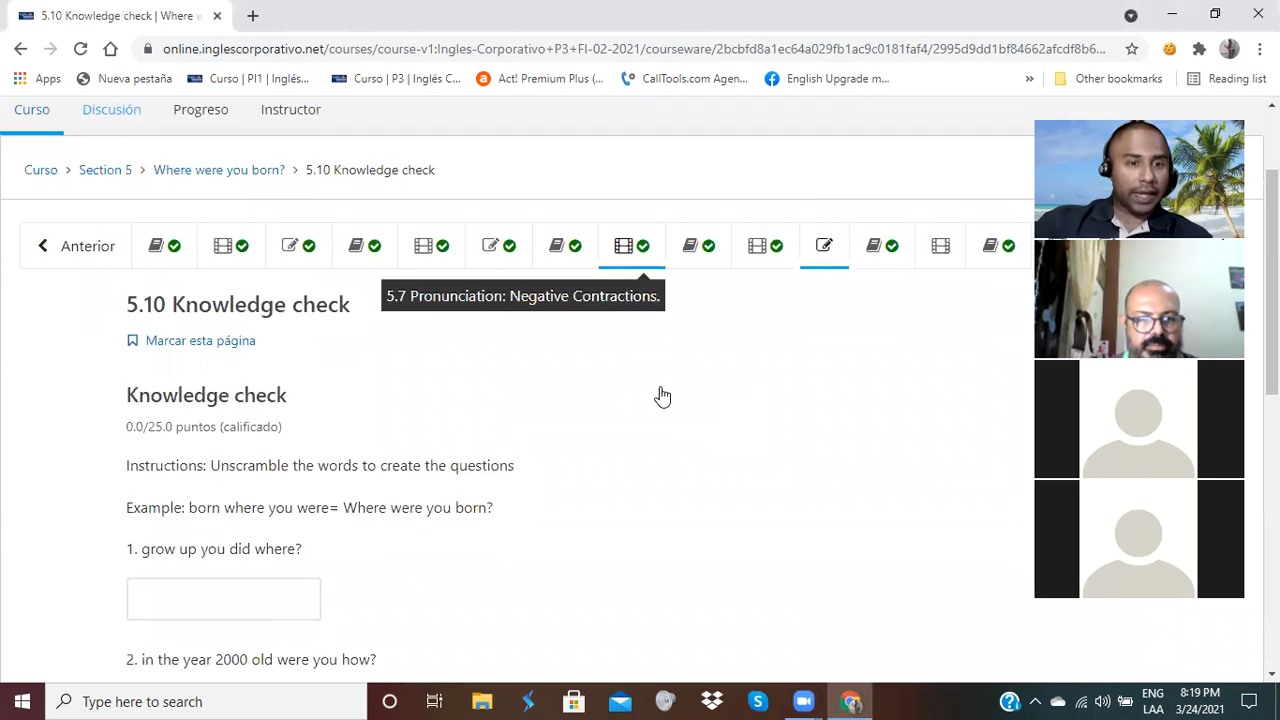 5.10 Knowledge check | Where w
online.inglescorporativo.net/courses/course-v1:Ingles-Corporativo+P3+FI-02-2021/courseware/2bcbfd8a1ec64a029fb1ac9c0181faf4/2995d9dd1bf84662afcdf8b6...
Apps
Nueva pestaña
Curso | PI1 | Inglés...
Curso | P3 | Inglés C...
Act! Premium Plus (...
CallTools.com Agen...
English Upgrade m...
»
Other bookmarks
Reading list
Curso
Discusión
Progreso
Instructor
Curso > Section 5 > Where were you born? > 5.10 Knowledge check
Anterior
5.7 Pronunciation: Negative Contractions.
5.10 Knowledge check
Marcar esta página
Knowledge check
0.0/25.0 puntos (calificado)
Instructions: Unscramble the words to create the questions
Example: born where you were= Where were you born?
1. grow up you did where?
2. in the year 2000 old were you how?
Type here to search
ENG
LAA
8:19 PM
3/24/2021